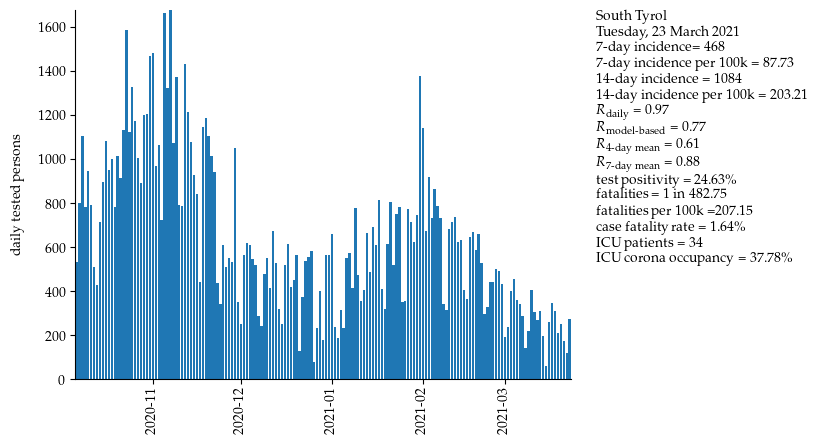 South Tyrol
Tuesday, 23 March 2021
7-day incidence= 468
7-day incidence per 100k = 87.73
14-day incidence = 1084
14-day incidence per 100k = 203.21
R daily = 0.97
R model-based = 0.77
R 4-day mean = 0.61
R 7-day mean = 0.88
test positivity = 24.63%
fatalities = 1 in 482.75
fatalities per 100k =207.15
case fatality rate = 1.64%
ICU patients = 34
ICU corona occupancy = 37.78%
daily tested persons
1600
1400
1200
1000
800
600
400
200
0
2020-11
2020-12
2021-01
2021-02
2021-03